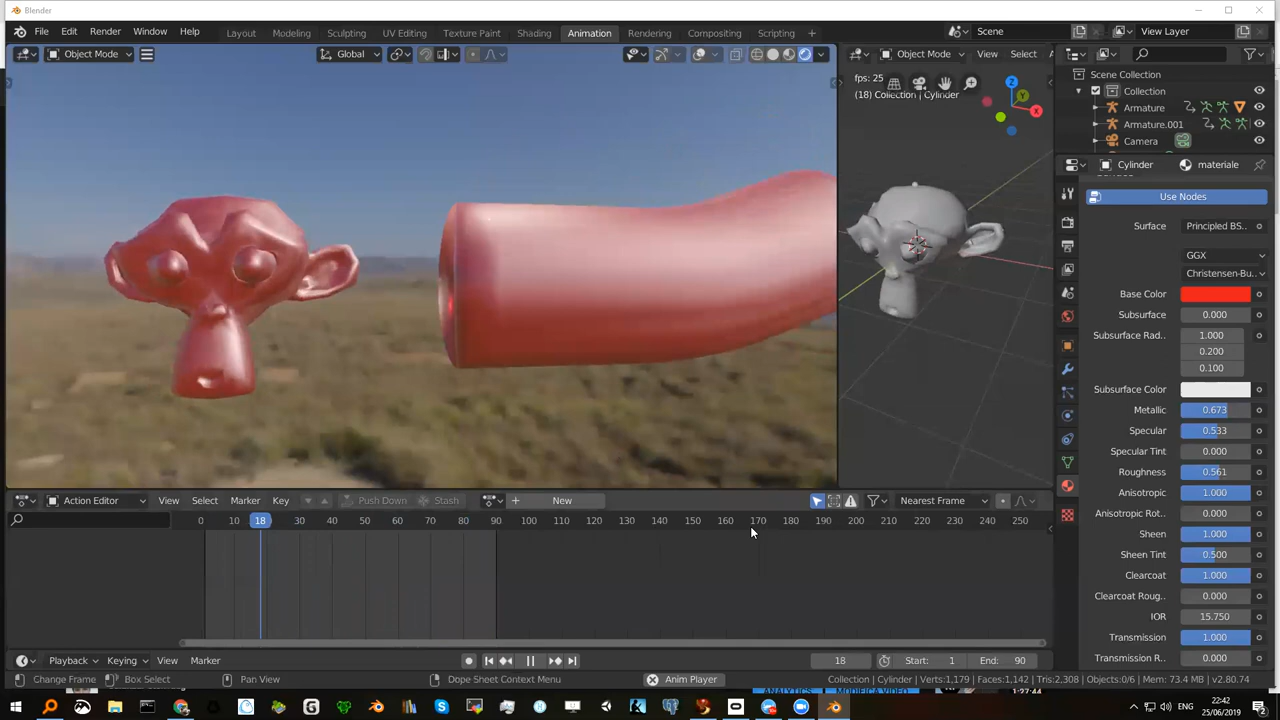 Blender
File Edit Render Window Help Layout Modeling Sculpting UV Editing Texture Paint Shading Animation Rendering Compositing Scripting + Scene View Layer
Object Mode Global Object Mode View Select
fps: 25
(18) Collection | Cylinder
Z
Y
X
Scene Collection
Collection
Armature
Armature.001
Camera
Cylinder materiale
Use Nodes
Surface Principled BS..
GGX
Christensen-Bu..
Base Color
Subsurface 0.000
Subsurface Rad.. 1.000
0.200
0.100
Subsurface Color
Metallic 0.673
Specular 0.533
Specular Tint 0.000
Roughness 0.561
Anisotropic 1.000
Anisotropic Rot.. 0.000
Sheen 1.000
Sheen Tint 0.500
Clearcoat 1.000
Clearcoat Roug.. 0.000
IOR 15.750
Transmission 1.000
Transmission R.. 0.000
Action Editor View Select Marker Key Push Down Stash + New Nearest Frame
0 10 18 30 40 50 60 70 80 90 100 110 120 130 140 150 160 170 180 190 200 210 220 230 240 250
Playback Keying View Marker 18 Start: 1 End: 90
Change Frame Box Select Pan View Dope Sheet Context Menu Anim Player Collection | Cylinder | Verts:1,179 | Faces:1,142 | Tris:2,308 | Objects:0/6 | Mem: 73.4 MB | v2.80.74
ANALYTICS MODIFICA VIDEO 1:27:44
ENG 22:42
25/06/2019